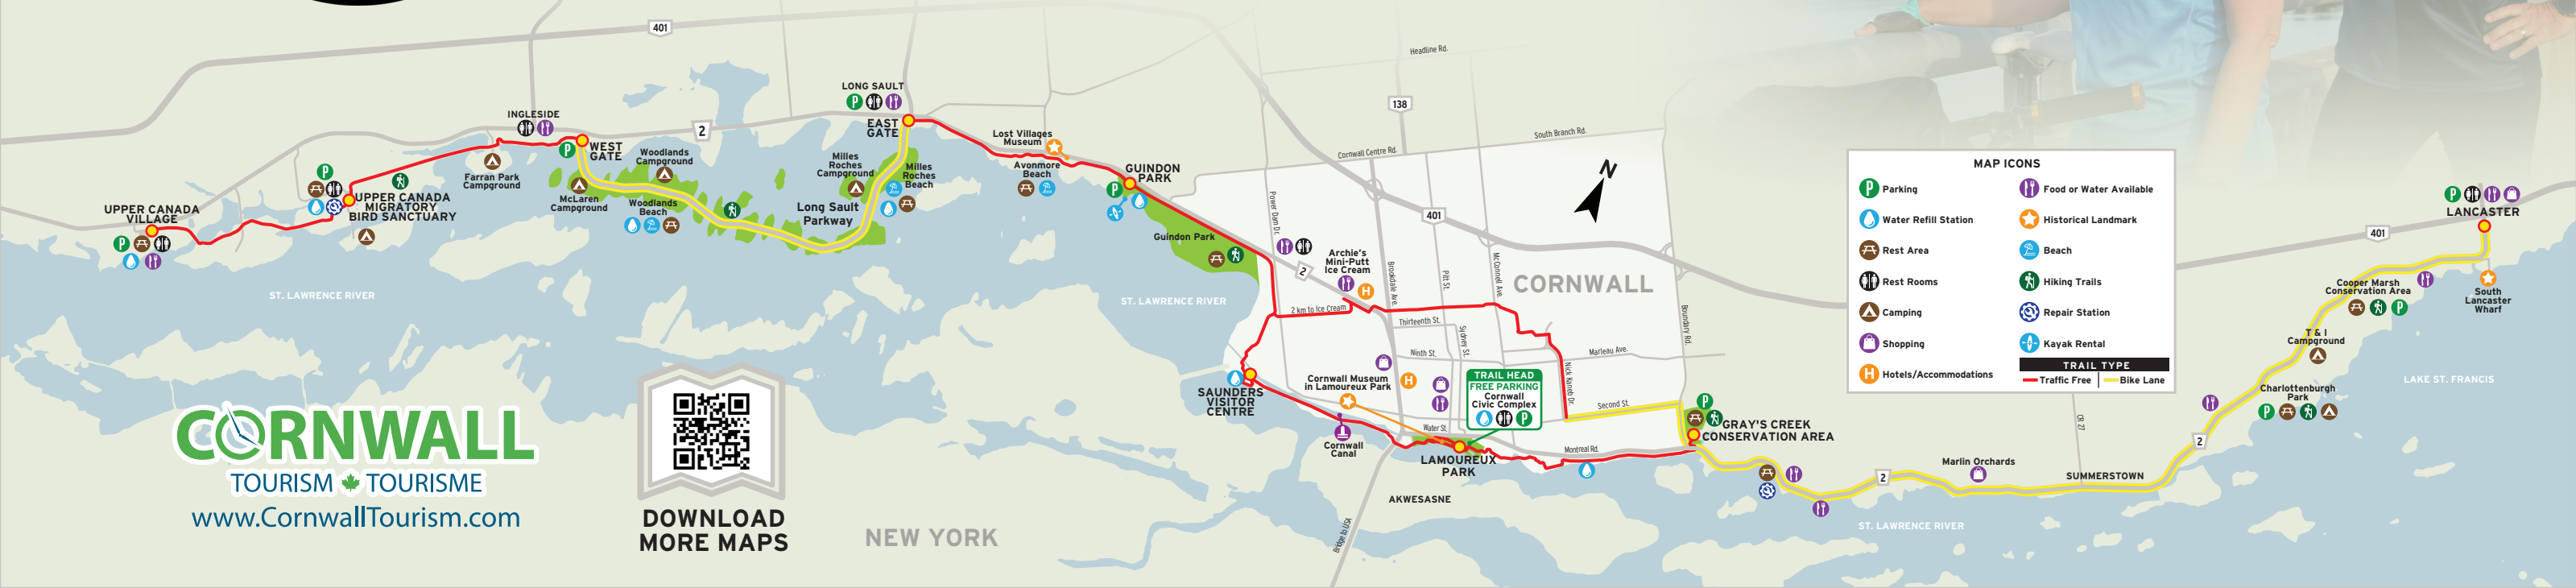 401
Headline Rd.
138
LONG SAULT
INGLESIDE
2
EAST
GATE
Lost Villages
Museum
South Branch Rd.
Cornwall Centre Rd.
WEST
GATE
Woodlands
Campground
Milles
Roches
Campground
Milles
Roches
Beach
Avonmore
Beach
GUINDON
PARK
Farran Park
Campground
UPPER CANADA
MIGRATORY
BIRD SANCTUARY
UPPER CANADA
VILLAGE
McLaren
Campground
Woodlands
Beach
Long Sault
Parkway
Guindon Park
Power Dam Dr.
N
401
CORNWALL
Archie's
Mini-Putt
Ice Cream
2
Brookdale Ave.
Pitt St.
McConnell Ave.
Boundary Rd.
ST. LAWRENCE RIVER
ST. LAWRENCE RIVER
2 km to Ice Cream
Thirteenth St.
Sydney St.
Ninth St.
Marleau Ave.
Nick Kaneb Dr.
Second St.
SAUNDERS
VISITOR
CENTRE
Cornwall Museum
in Lamoureux Park
TRAIL HEAD
FREE PARKING
Cornwall
Civic Complex
Water St.
Montreal Rd.
Cornwall
Canal
LAMOUREUX
PARK
GRAY'S CREEK
CONSERVATION AREA
AKWESASNE
Bridge to USA
NEW YORK
MAP ICONS
P Parking
Water Refill Station
Rest Area
Rest Rooms
Camping
Shopping
H Hotels/Accommodations
Food or Water Available
Historical Landmark
Beach
Hiking Trails
Repair Station
Kayak Rental
TRAIL TYPE
Traffic Free
Bike Lane
LANCASTER
401
South
Lancaster
Wharf
Cooper Marsh
Conservation Area
T & I
Campground
LAKE ST. FRANCIS
Charlottenburgh
Park
CR 27
2
Marlin Orchards
SUMMERSTOWN
2
ST. LAWRENCE RIVER
CORNWALL
TOURISM TOURISME
www.CornwallTourism.com
DOWNLOAD
MORE MAPS